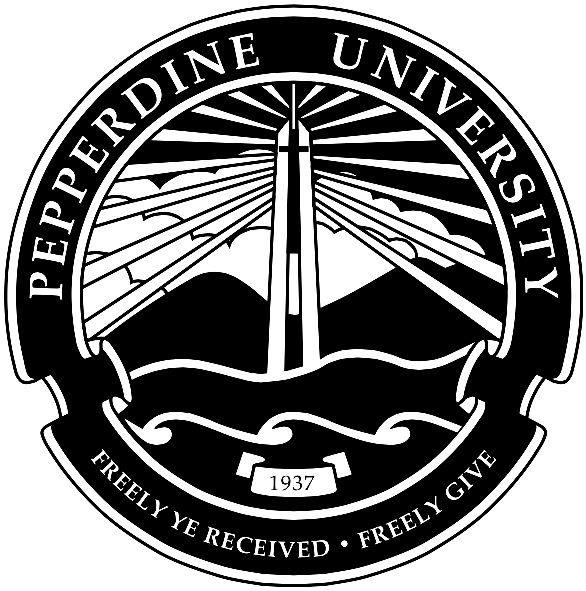 PEPPERDINE UNIVERSITY
1937
FREELY YE RECEIVED • FREELY GIVE